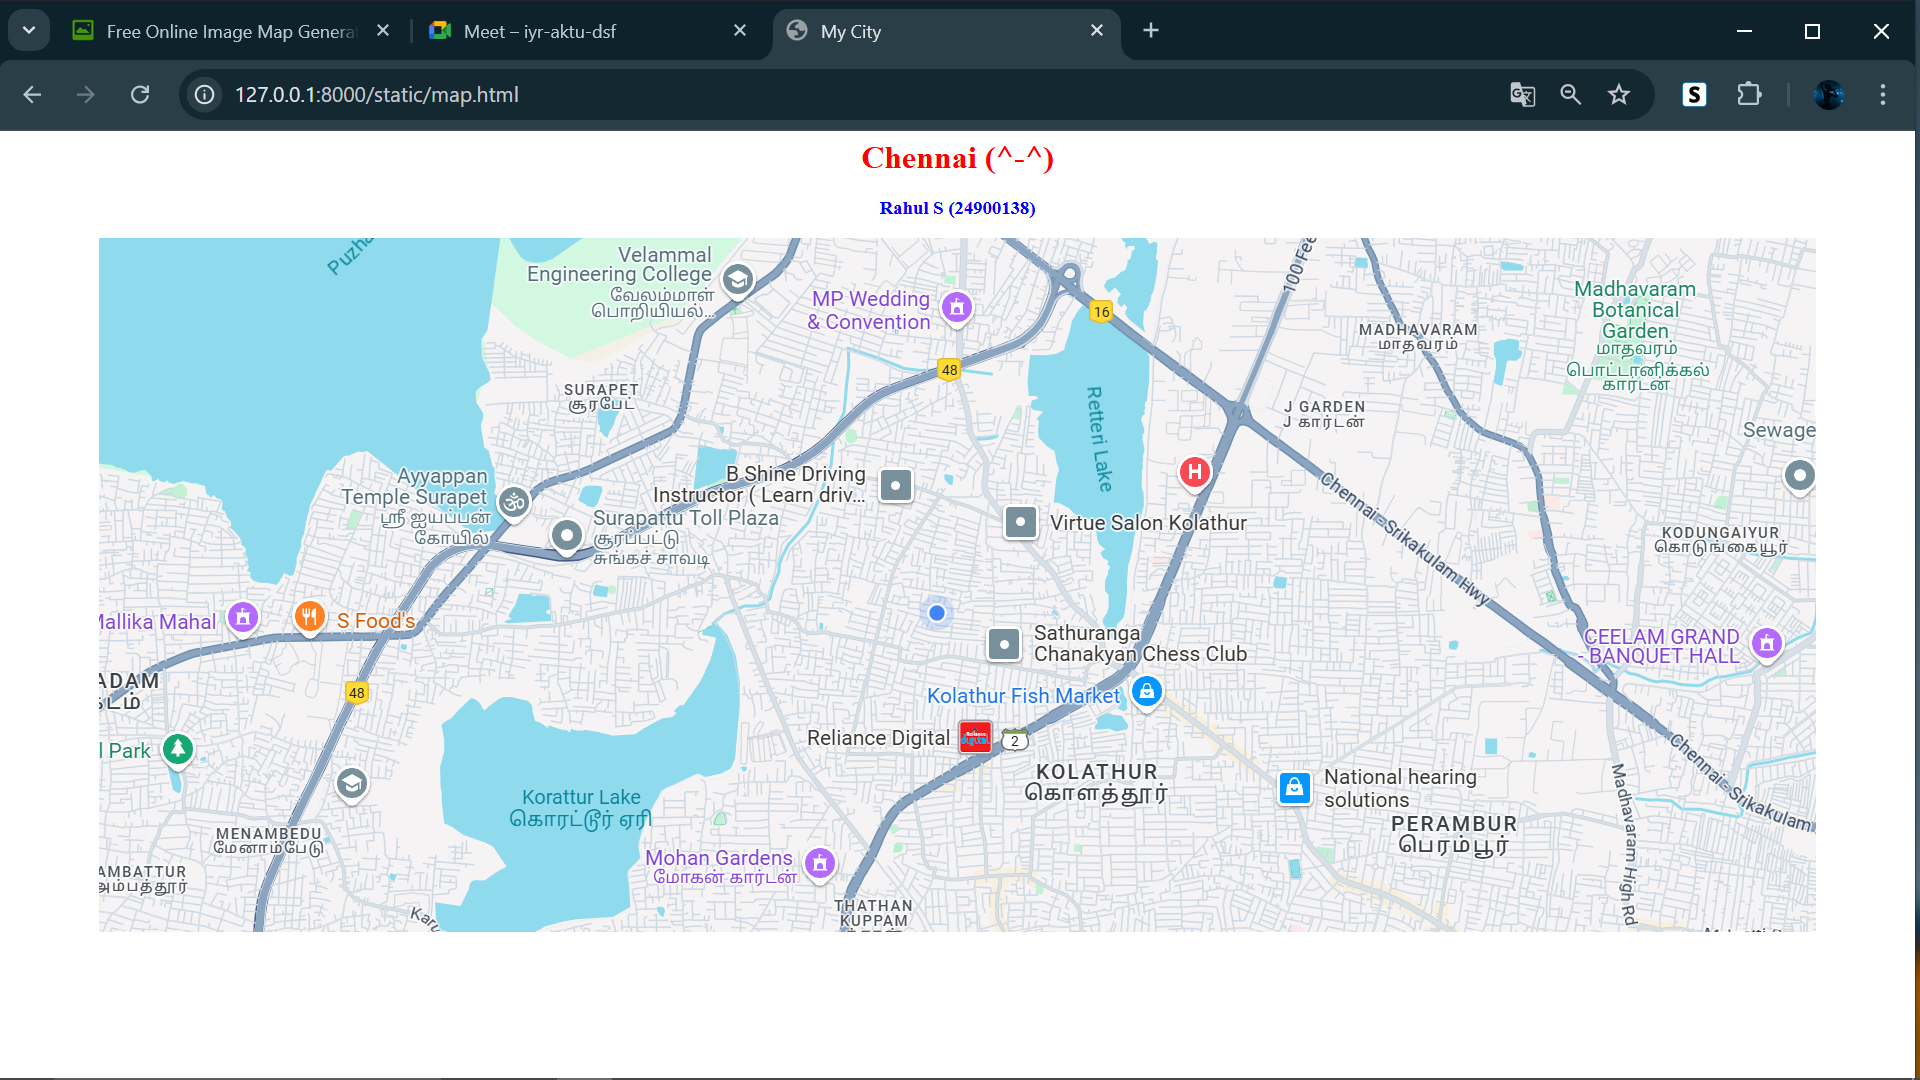 Free Online Image Map Genera
Meet – iyr-aktu-dsf
My City
127.0.0.1:8000/static/map.html
S
Chennai (^-^)
Rahul S (24900138)
Velammal
Engineering College
வேலம்மாள்
பொறியியல்...
MP Wedding
& Convention
16
100 Fee
Madhavaram
Botanical
Garden
மாதவரம்
பொட்டானிக்கல்
கார்டன்
MADHAVARAM
மாதவரம்
48
SURAPET
சூரபேட்
Retteri Lake
J GARDEN
J கார்டன்
Sewage
Ayyappan
Temple Surapet
ஸ்ரீ ஐயப்பன்
கோயில்
B Shine Driving
Instructor ( Learn driv...
H
Surapattu Toll Plaza
சூரப்பட்டு
சுங்கச் சாவடி
Virtue Salon Kolathur
Chennai - Srikakulam Hwy
KODUNGAIYUR
கொடுங்கையூர்
Mallika Mahal
S Food's
Sathuranga
Chanakyan Chess Club
CEELAM GRAND
- BANQUET HALL
ADAM
48
Kolathur Fish Market
l Park
Reliance Digital
2
KOLATHUR
கொளத்தூர்
National hearing
solutions
Chennai - Srikakulam
Korattur Lake
கொரட்டூர் ஏரி
PERAMBUR
பெரம்பூர்
Madhavaram High Rd
MENAMBEDU
மேனாம்பேடு
Mohan Gardens
மோகன் கார்டன்
AMBATTUR
அம்பத்தூர்
THATHAN
KUPPAM
Karu